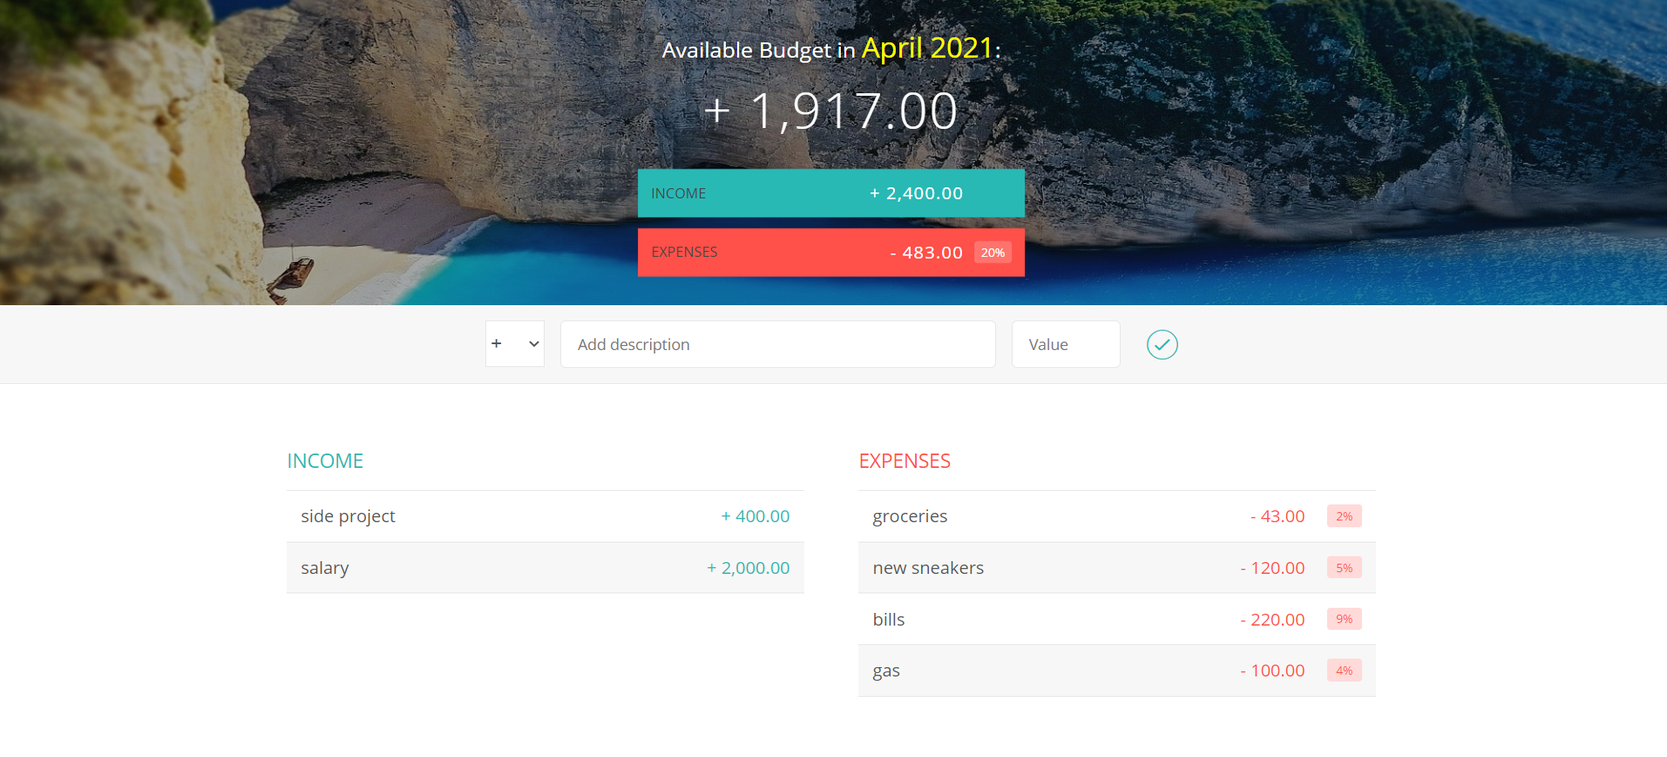 Available Budget in April 2021:
+ 1,917.00
INCOME + 2,400.00
EXPENSES - 483.00 20%
+ Add description Value
INCOME
side project + 400.00
salary + 2,000.00
EXPENSES
groceries - 43.00 2%
new sneakers - 120.00 5%
bills - 220.00 9%
gas - 100.00 4%